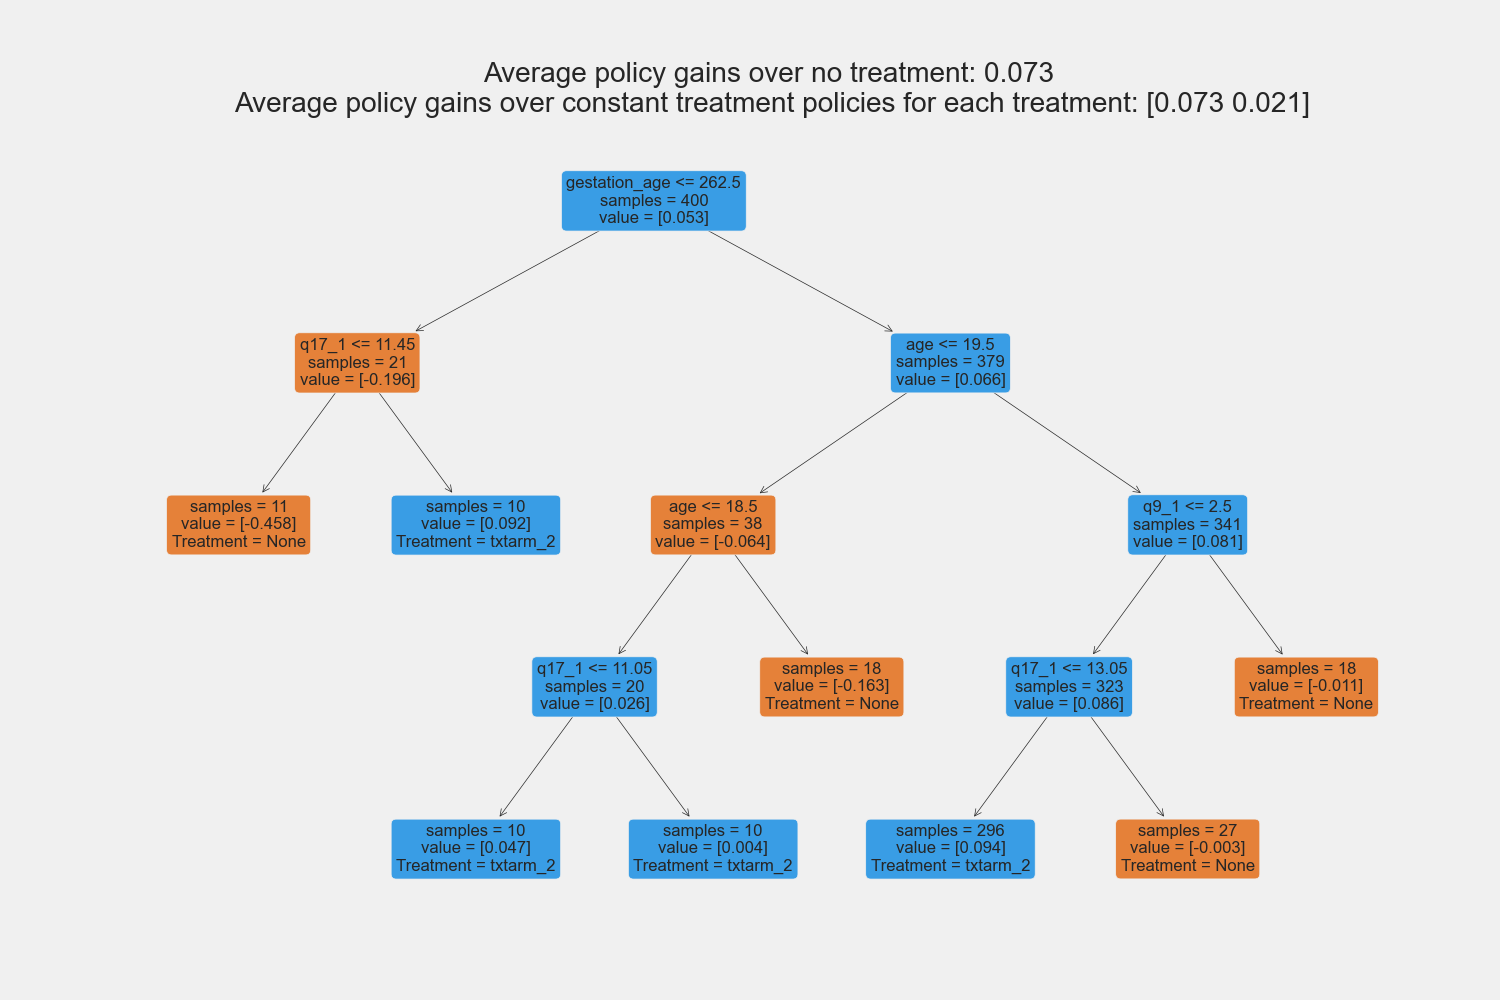 Average policy gains over no treatment: 0.073
Average policy gains over constant treatment policies for each treatment: [0.073 0.021]
gestation_age <= 262.5
samples = 400
value = [0.053]
q17_1 <= 11.45
samples = 21
value = [-0.196]
age <= 19.5
samples = 379
value = [0.066]
samples = 11
value = [-0.458]
Treatment = None
samples = 10
value = [0.092]
Treatment = txtarm_2
age <= 18.5
samples = 38
value = [-0.064]
q9_1 <= 2.5
samples = 341
value = [0.081]
q17_1 <= 11.05
samples = 20
value = [0.026]
samples = 18
value = [-0.163]
Treatment = None
q17_1 <= 13.05
samples = 323
value = [0.086]
samples = 18
value = [-0.011]
Treatment = None
samples = 10
value = [0.047]
Treatment = txtarm_2
samples = 10
value = [0.004]
Treatment = txtarm_2
samples = 296
value = [0.094]
Treatment = txtarm_2
samples = 27
value = [-0.003]
Treatment = None